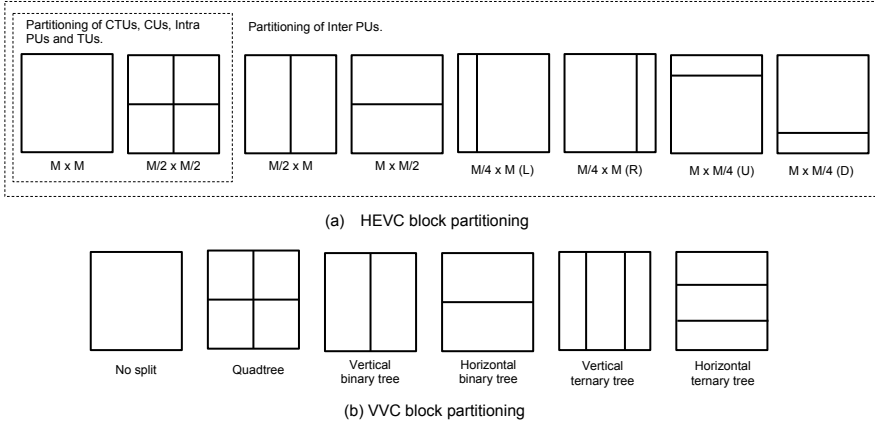 Partitioning of CTUs, CUs, Intra
PUs and TUs.
Partitioning of Inter PUs.
M x M
M/2 x M/2
M/2 x M
M x M/2
M/4 x M (L)
M/4 x M (R)
M x M/4 (U)
M x M/4 (D)
(a) HEVC block partitioning
No split
Quadtree
Vertical
binary tree
Horizontal
binary tree
Vertical
ternary tree
Horizontal
ternary tree
(b) VVC block partitioning